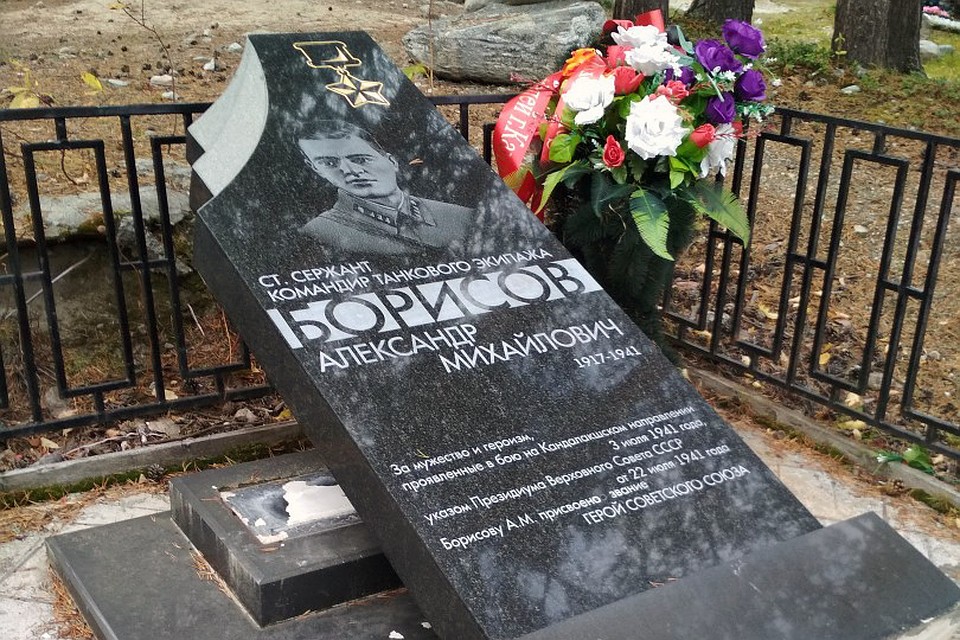 СТ. СЕРЖАНТ
КОМАНДИР ТАНКОВОГО ЭКИПАЖА
БОРИСОВ
АЛЕКСАНДР
МИХАЙЛОВИЧ
1917-1941
За мужество и героизм,
проявленные в бою на Кандалакшском направлении
3 июля 1941 года,
указом Президиума Верховного Совета СССР
от 22 июля 1941 года
Борисову А.М. присвоено звание
ГЕРОЙ СОВЕТСКОГО СОЮЗА